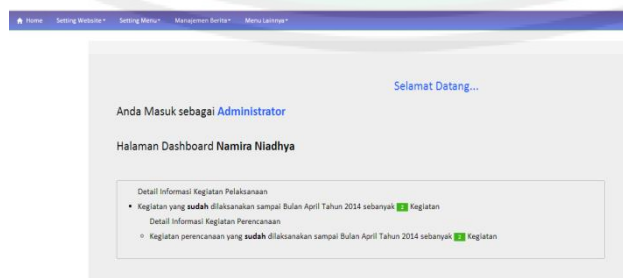 Home Setting Website Setting Menu Manajemen Berita Menu Lainnya
Selamat Datang...
Anda Masuk sebagai Administrator
Halaman Dashboard Namira Niadhya
Detail Informasi Kegiatan Pelaksanaan
Kegiatan yang sudah dilaksanakan sampai Bulan April Tahun 2014 sebanyak 2 Kegiatan
Detail Informasi Kegiatan Perencanaan
Kegiatan perencanaan yang sudah dilaksanakan sampai Bulan April Tahun 2014 sebanyak 2 Kegiatan